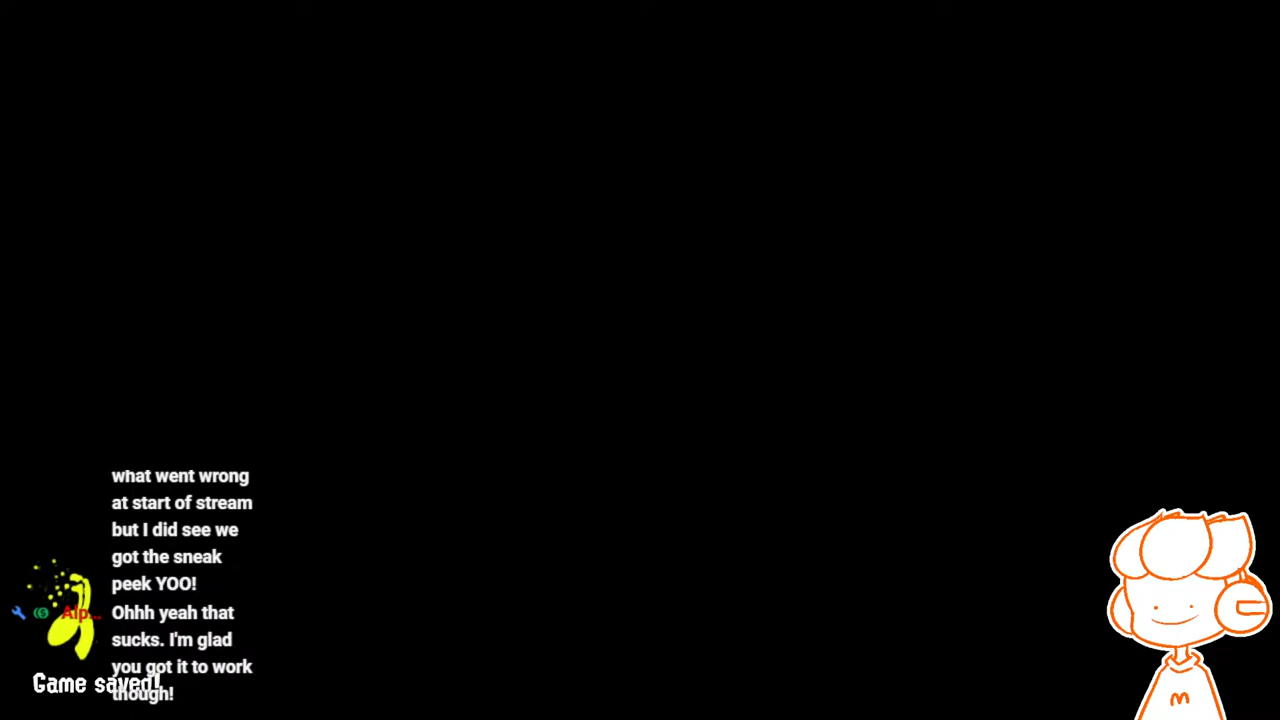 what went wrong
at start of stream
but I did see we
got the sneak
peek YOO!
Alp... Ohhh yeah that
sucks. I'm glad
you got it to work
though!
Game saved!
m